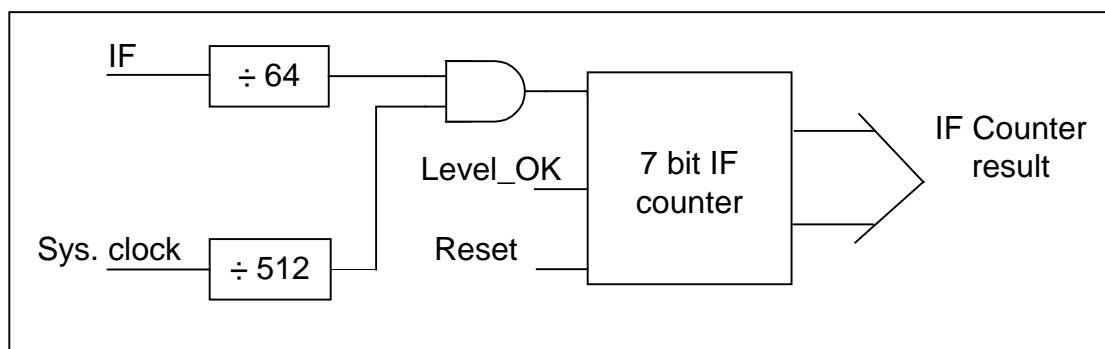 IF
÷ 64
Level_OK
7 bit IF
counter
IF Counter
result
Sys. clock
÷ 512
Reset